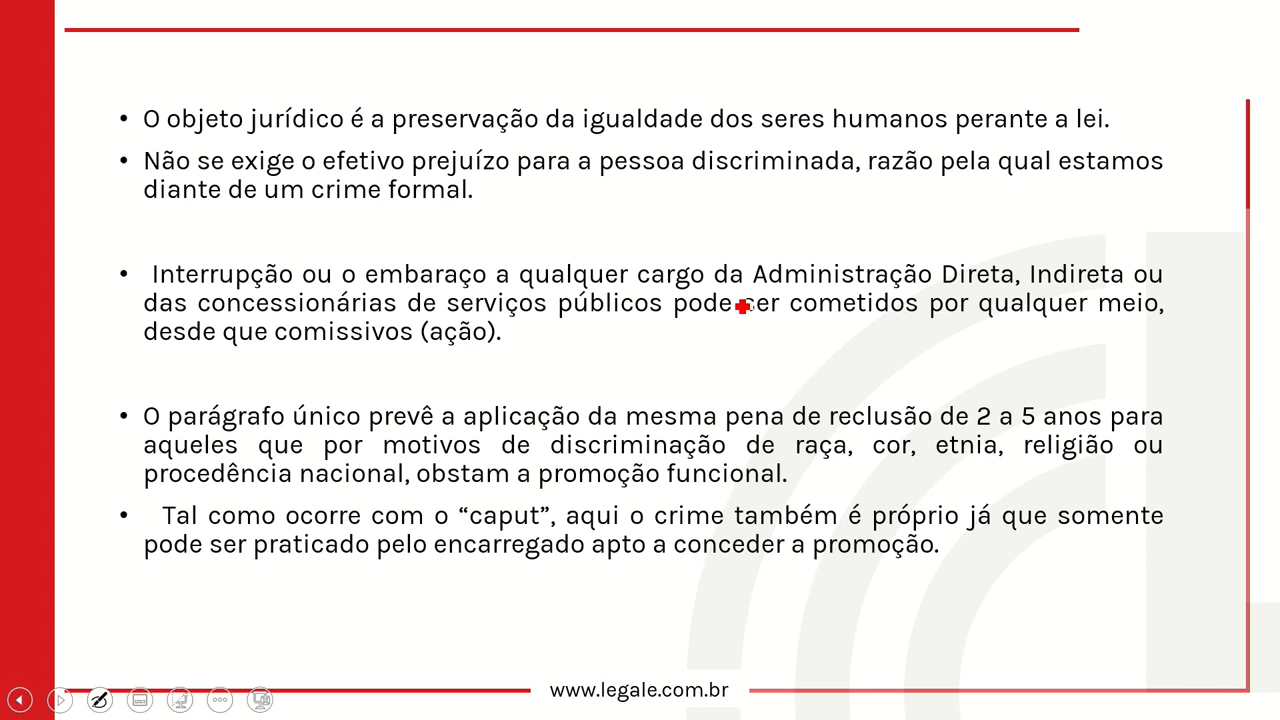 • O objeto jurídico é a preservação da igualdade dos seres humanos perante a lei.
• Não se exige o efetivo prejuízo para a pessoa discriminada, razão pela qual estamos
diante de um crime formal.
• Interrupção ou o embaraço a qualquer cargo da Administração Direta, Indireta ou
das concessionárias de serviços públicos pode ser cometidos por qualquer meio,
desde que comissivos (ação).
• O parágrafo único prevê a aplicação da mesma pena de reclusão de 2 a 5 anos para
aqueles que por motivos de discriminação de raça, cor, etnia, religião ou
procedência nacional, obstam a promoção funcional.
• Tal como ocorre com o “caput”, aqui o crime também é próprio já que somente
pode ser praticado pelo encarregado apto a conceder a promoção.
www.legale.com.br